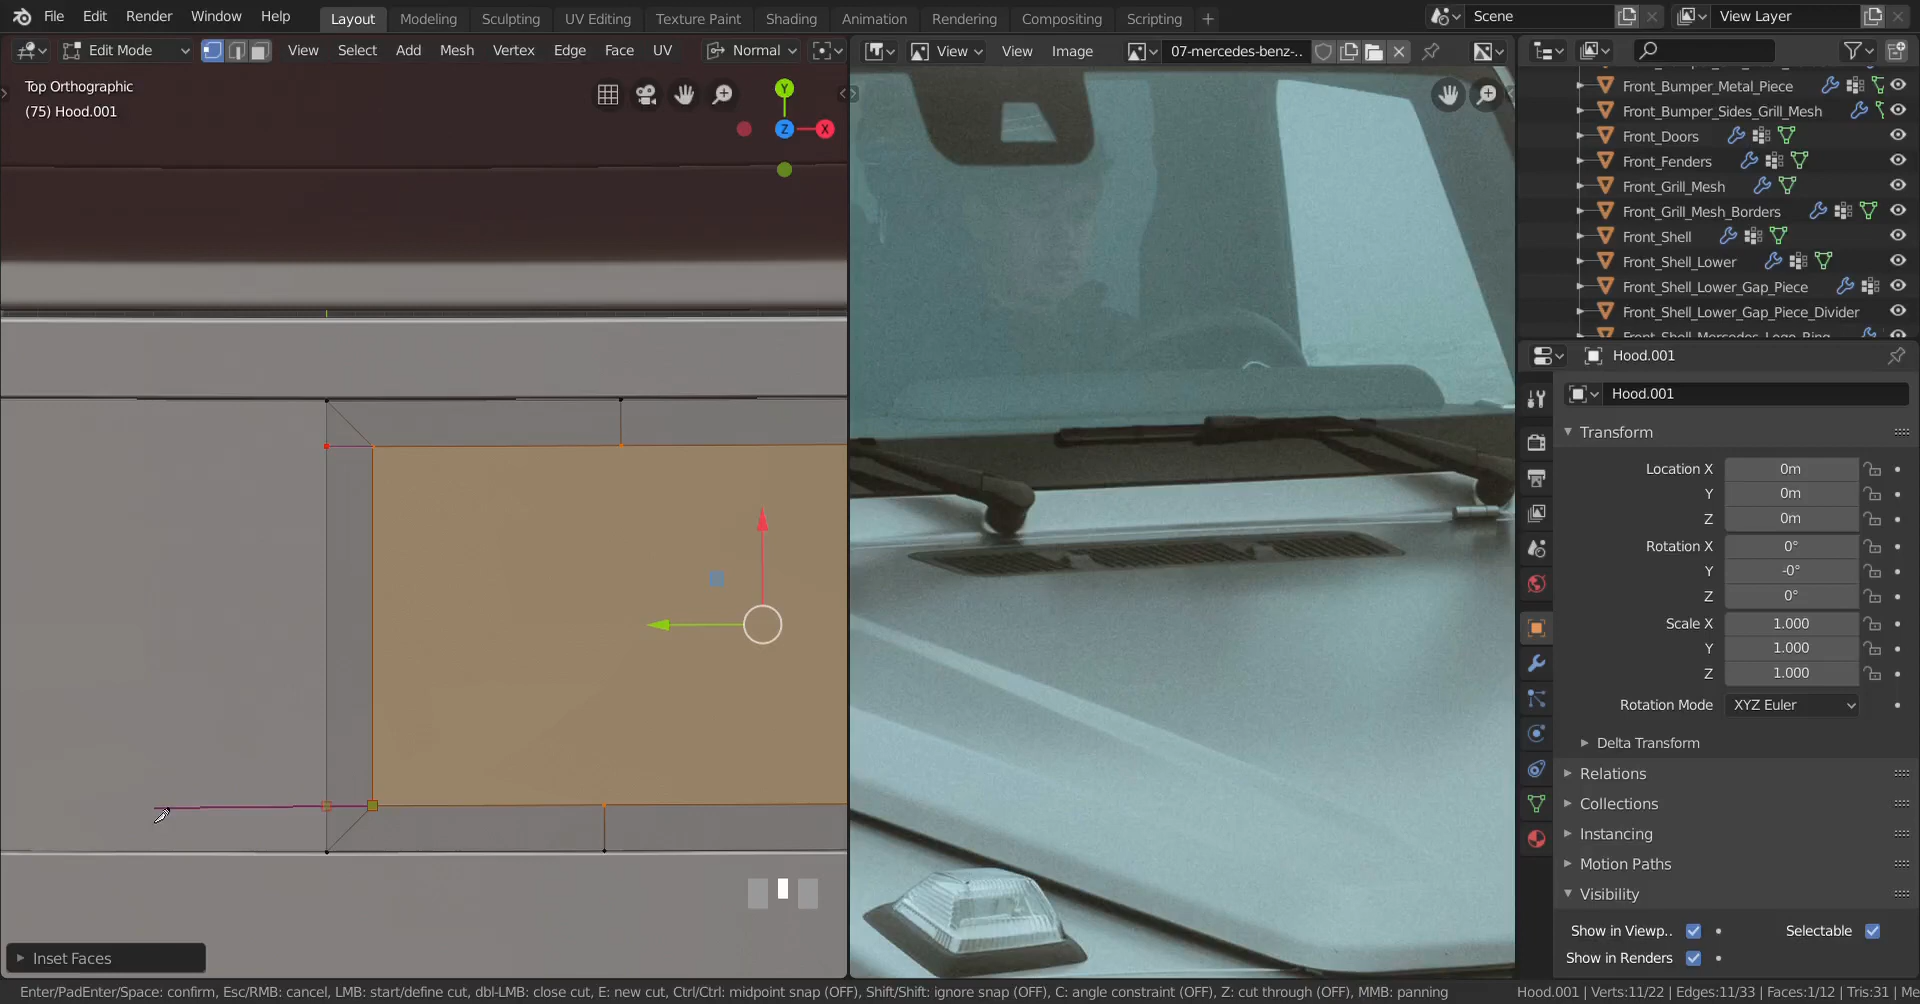 File Edit Render Window Help Layout Modeling Sculpting UV Editing Texture Paint Shading Animation Rendering Compositing Scripting Scene View Layer
Edit Mode View Select Add Mesh Vertex Edge Face UV Normal View View Image 07-mercedes-benz-..
Top Orthographic
(75) Hood.001
Y
Z
X
Front_Bumper_Metal_Piece
Front_Bumper_Sides_Grill_Mesh
Front_Doors
Front_Fenders
Front_Grill_Mesh
Front_Grill_Mesh_Borders
Front_Shell
Front_Shell_Lower
Front_Shell_Lower_Gap_Piece
Front_Shell_Lower_Gap_Piece_Divider
Front_Shell_Mercedes_Logo_Ring
Hood.001
Hood.001
Transform
Location X 0m
Y 0m
Z 0m
Rotation X 0°
Y -0°
Z 0°
Scale X 1.000
Y 1.000
Z 1.000
Rotation Mode XYZ Euler
Delta Transform
Relations
Collections
Instancing
Motion Paths
Visibility
Show in Viewp.. Selectable
Show in Renders
Inset Faces
Enter/PadEnter/Space: confirm, Esc/RMB: cancel, LMB: start/define cut, dbl-LMB: close cut, E: new cut, Ctrl/Ctrl: midpoint snap (OFF), Shift/Shift: ignore snap (OFF), C: angle constraint (OFF), Z: cut through (OFF), MMB: panning Hood.001 | Verts:11/22 | Edges:11/33 | Faces:1/12 | Tris:31 | Me